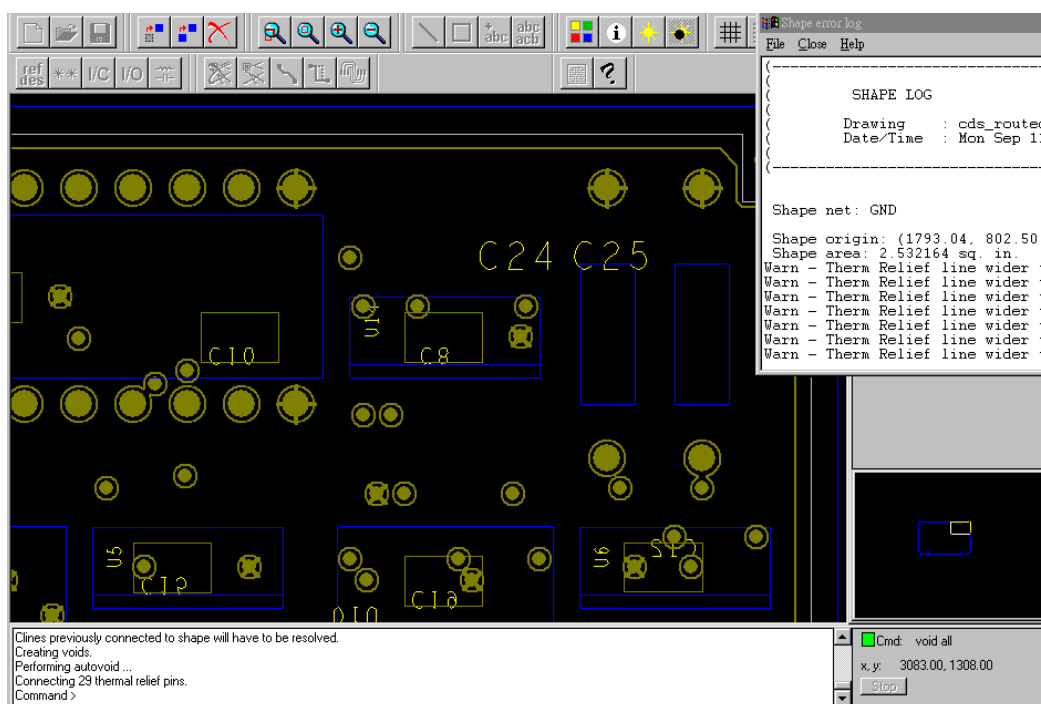 +
abc
abc
acb
i
Shape error log
File Close Help
ref
des
**
I/C
I/O
?
(------------------------------
(
( SHAPE LOG
(
( Drawing : cds_routed
( Date/Time : Mon Sep 11
(
(------------------------------
Shape net: GND
Shape origin: (1793.04, 802.50
Shape area: 2.532164 sq. in.
Warn - Therm Relief line wider
Warn - Therm Relief line wider
Warn - Therm Relief line wider
Warn - Therm Relief line wider
Warn - Therm Relief line wider
Warn - Therm Relief line wider
Warn - Therm Relief line wider
C24 C25
U14
C8
C10
U5
C15
C19
U6
C12
Clines previously connected to shape will have to be resolved.
Creating voids.
Performing autovoid ...
Connecting 29 thermal relief pins.
Command >
Cmd: void all
x, y: 3083.00, 1308.00
Stop